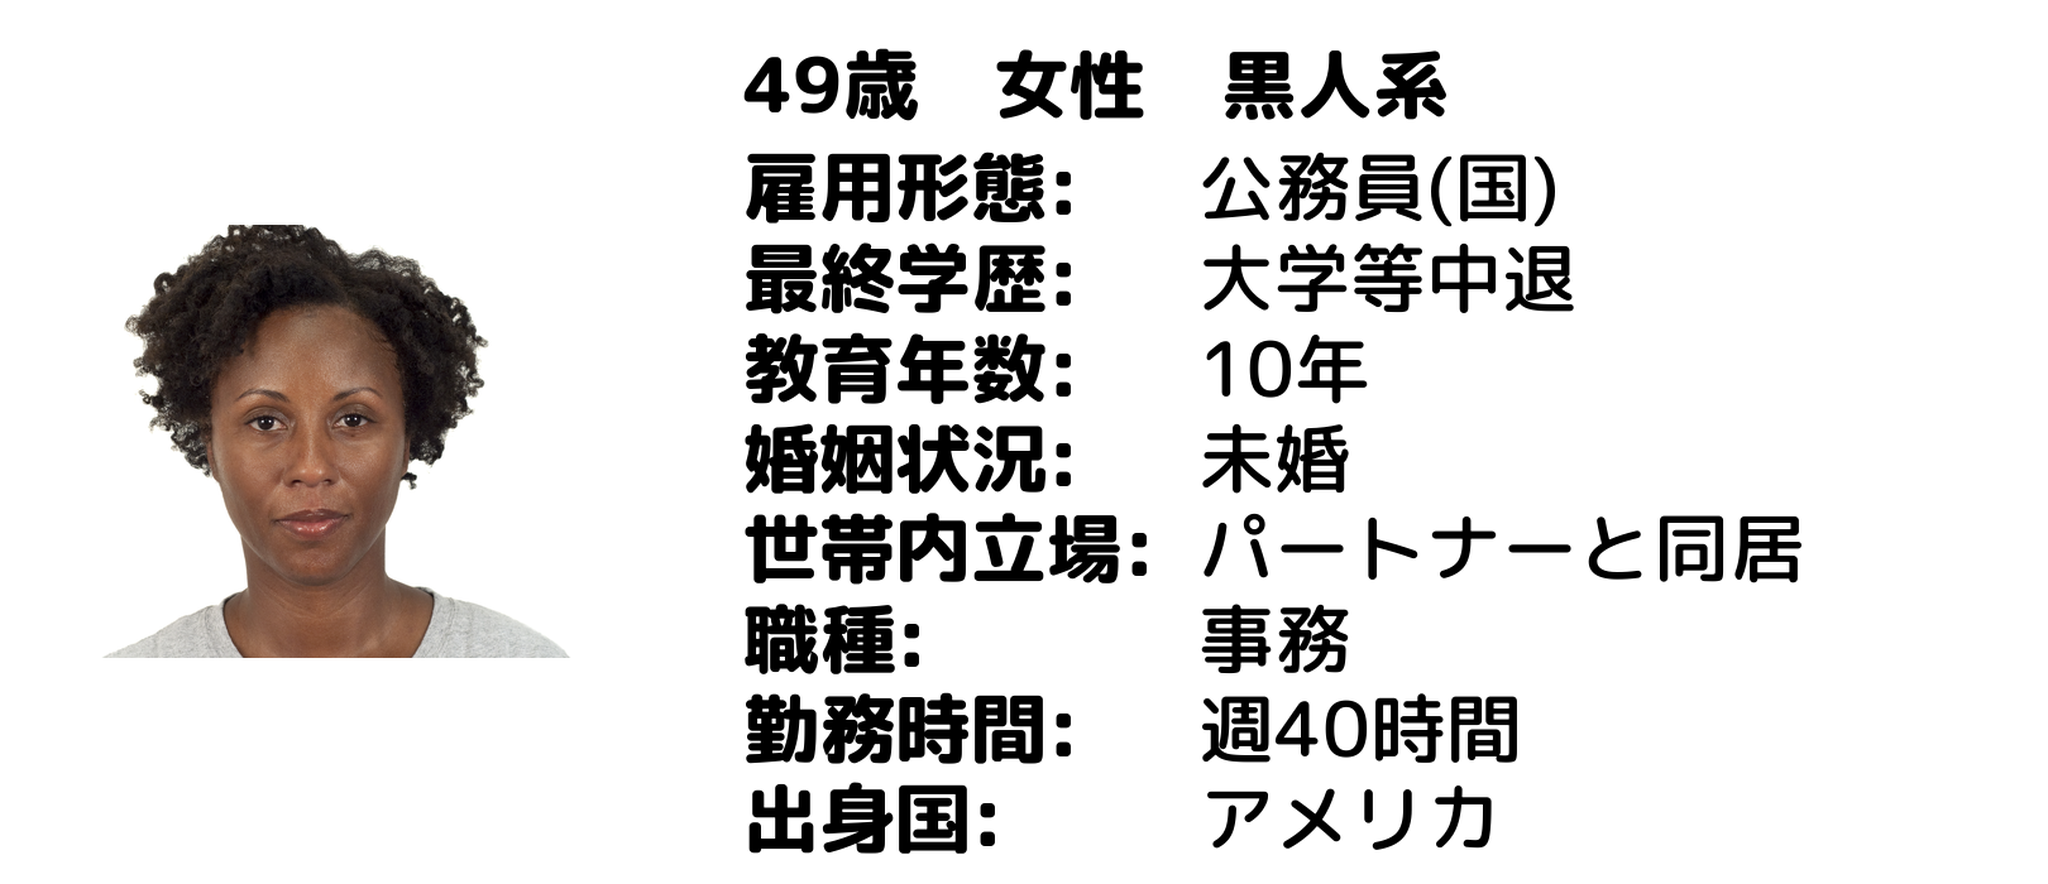 49歳　女性　黒人系
雇用形態: 公務員(国)
最終学歴: 大学等中退
教育年数: 10年
婚姻状況: 未婚
世帯内立場: パートナーと同居
職種: 事務
勤務時間: 週40時間
出身国: アメリカ